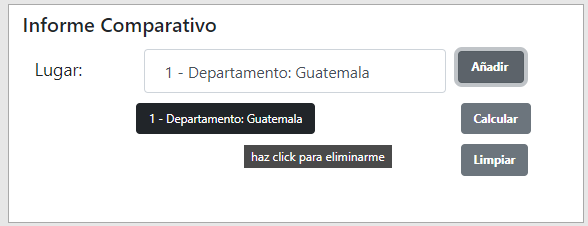 Informe Comparativo
Lugar:
1 - Departamento: Guatemala
Añadir
1 - Departamento: Guatemala
Calcular
haz click para eliminarme
Limpiar